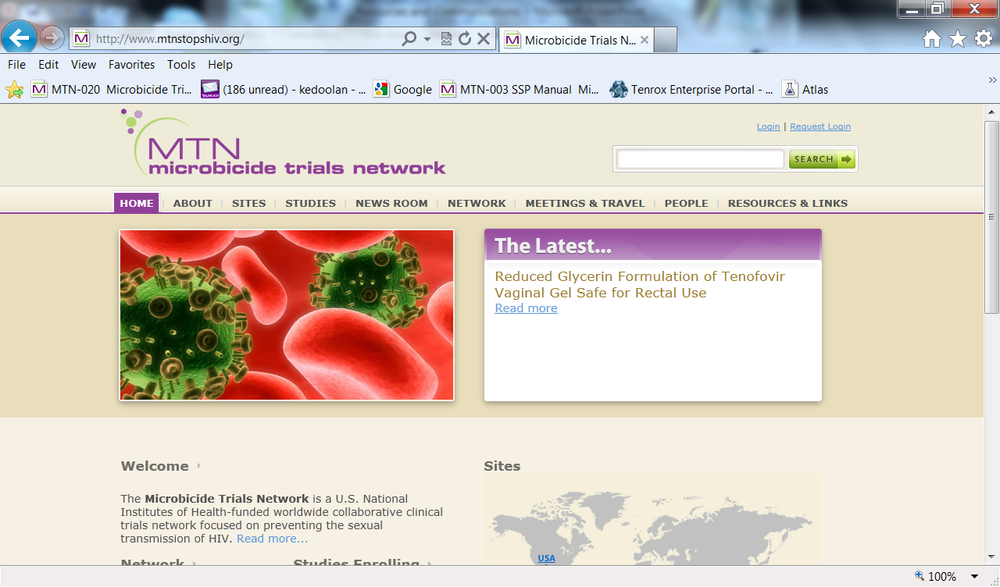 http://www.mtnstopshiv.org/
Microbicide Trials N...
File Edit View Favorites Tools Help
MTN-020 Microbicide Tri...
(186 unread) - kedoolan - ...
Google
MTN-003 SSP Manual Mi...
Tenrox Enterprise Portal - ...
Atlas
MTN
microbicide trials network
Login | Request Login
SEARCH
HOME ABOUT SITES STUDIES NEWS ROOM NETWORK MEETINGS & TRAVEL PEOPLE RESOURCES & LINKS
The Latest...
Reduced Glycerin Formulation of Tenofovir
Vaginal Gel Safe for Rectal Use
Read more
Welcome
The Microbicide Trials Network is a U.S. National
Institutes of Health-funded worldwide collaborative clinical
trials network focused on preventing the sexual
transmission of HIV. Read more...
Network
Studies Enrolling
Sites
USA
100%